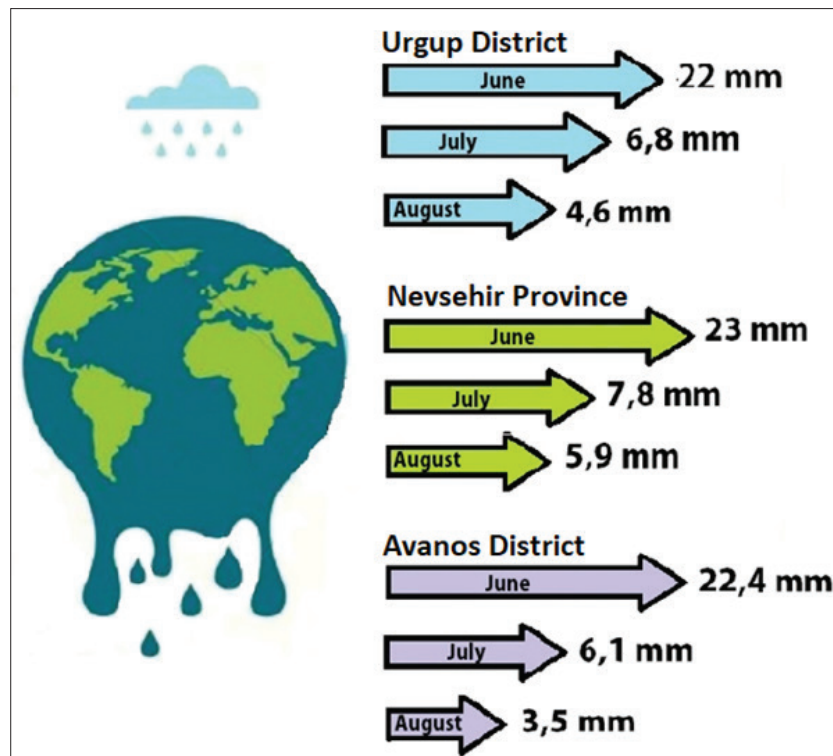 Urgup District
June 22 mm
July 6,8 mm
August 4,6 mm
Nevsehir Province
June 23 mm
July 7,8 mm
August 5,9 mm
Avanos District
June 22,4 mm
July 6,1 mm
August 3,5 mm